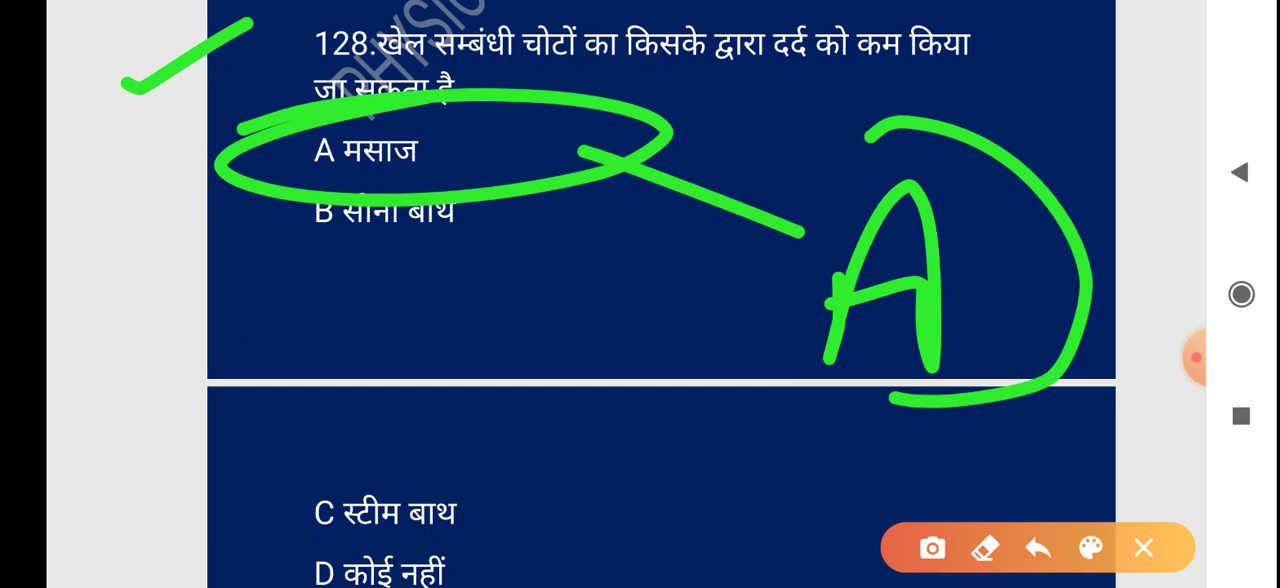 128.खेल सम्बंधी चोटों का किसके द्वारा दर्द को कम किया
जा सकता है
A मसाज
B सोना बाथ
A
C स्टीम बाथ
D कोई नहीं